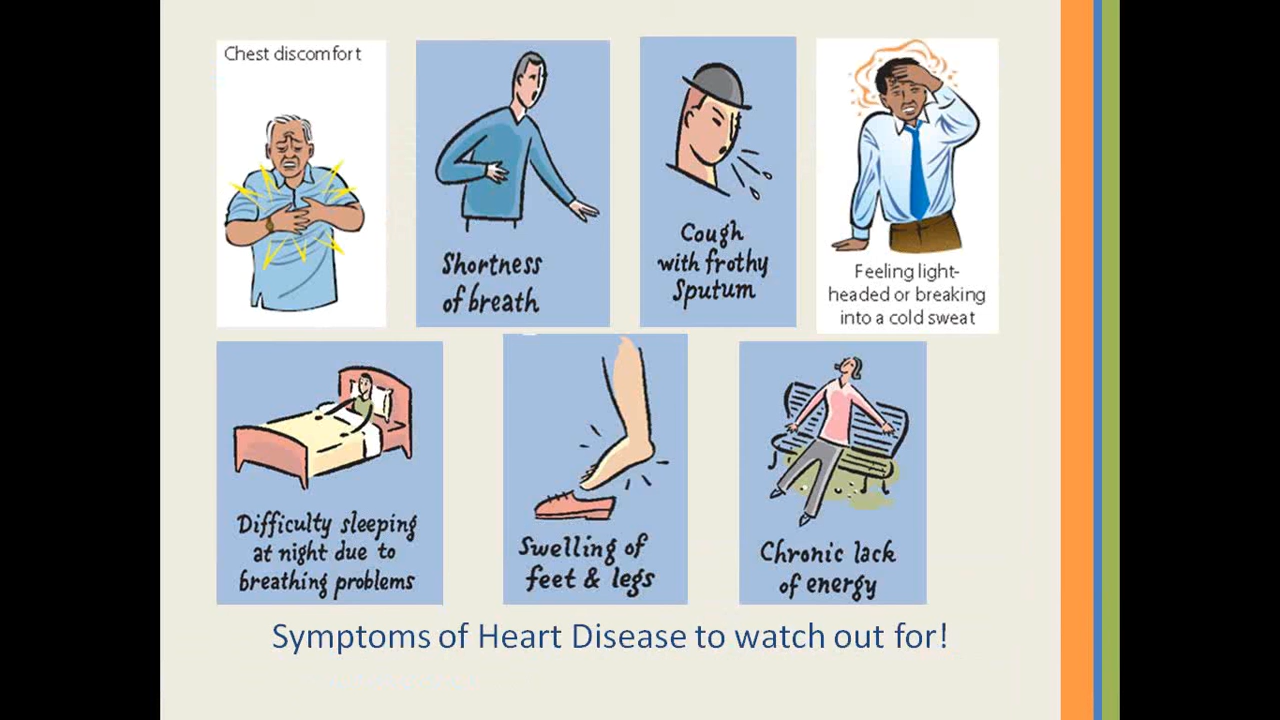 Chest discomfort
Shortness
of breath
Cough
with frothy
Sputum
Feeling light-
headed or breaking
into a cold sweat
Difficulty sleeping
at night due to
breathing problems
Swelling of
feet & legs
Chronic lack
of energy
Symptoms of Heart Disease to watch out for!